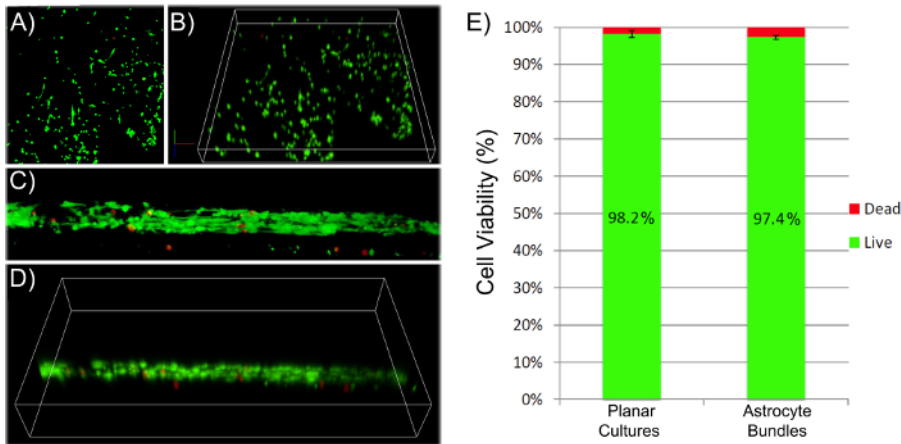 A)
B)
C)
D)
E)
Cell Viability (%)
100%
90%
80%
70%
60%
50%
40%
30%
20%
10%
0%
98.2%
97.4%
Dead
Live
Planar
Cultures
Astrocyte
Bundles